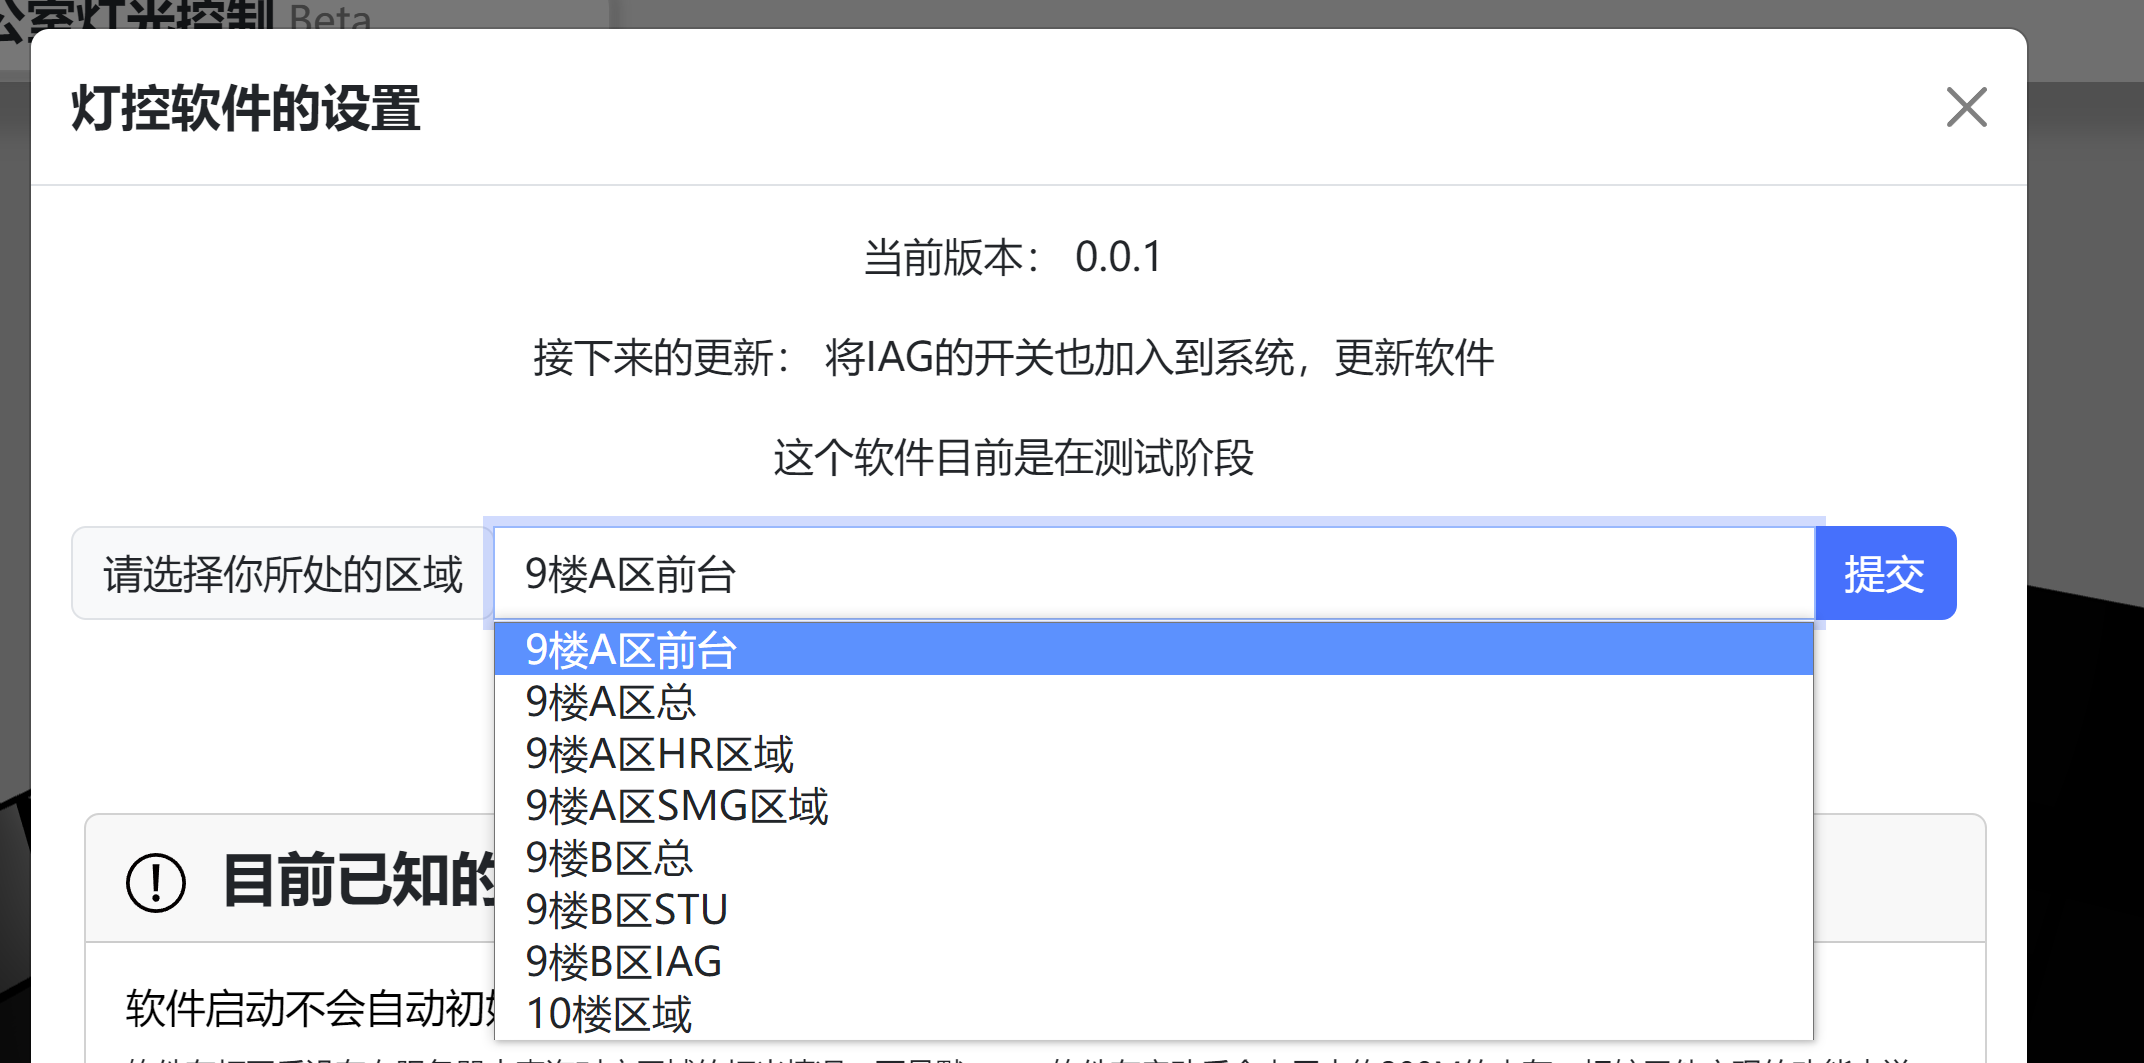 公室灯光控制 Beta
灯控软件的设置
当前版本： 0.0.1
接下来的更新： 将IAG的开关也加入到系统，更新软件
这个软件目前是在测试阶段
请选择你所处的区域 9楼A区前台 提交
9楼A区前台
9楼A区总
9楼A区HR区域
9楼A区SMG区域
9楼B区总
9楼B区STU
9楼B区IAG
10楼区域
目前已知的
软件启动不会自动初